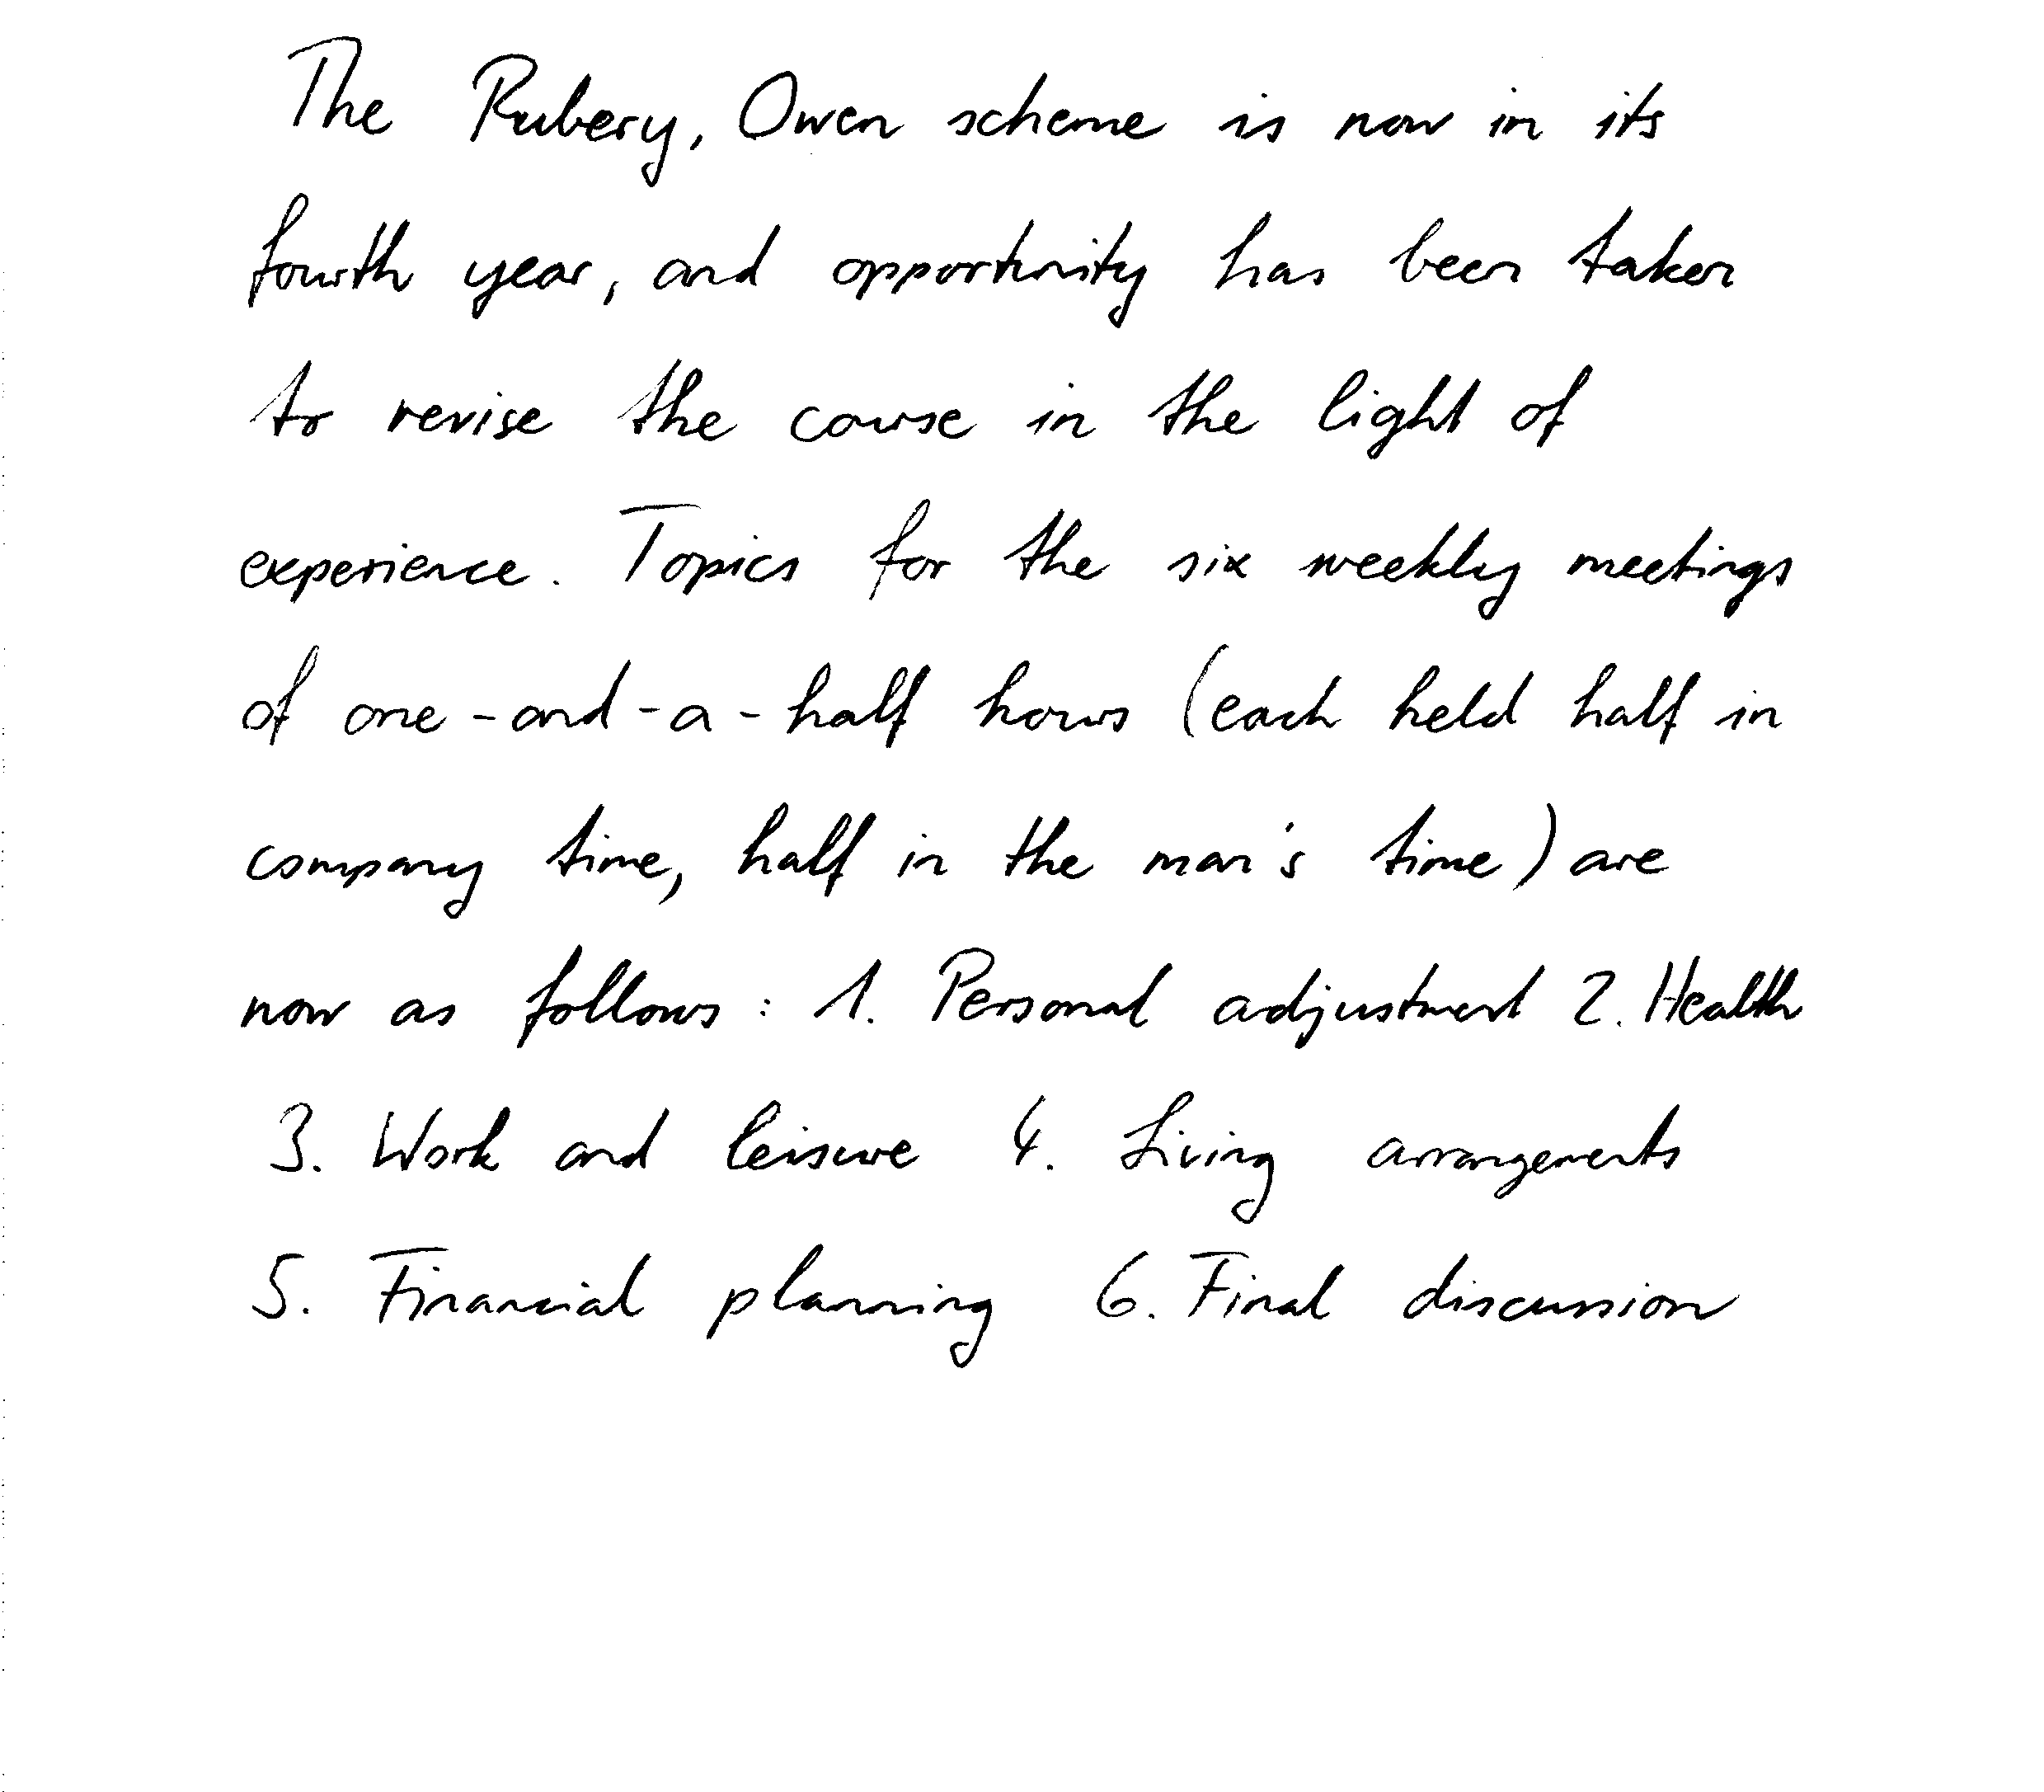 The Rubery, Owen scheme is now in its
fourth year, and opportunity has been taken
to revise the course in the light of
experience. Topics for the six weekly meetings
of one-and-a-half hours (each held half in
company time, half in the man's time) are
now as follows: 1. Personal adjustment 2. Health
3. Work and leisure 4. Living arrangements
5. Financial planning 6. Final discussion